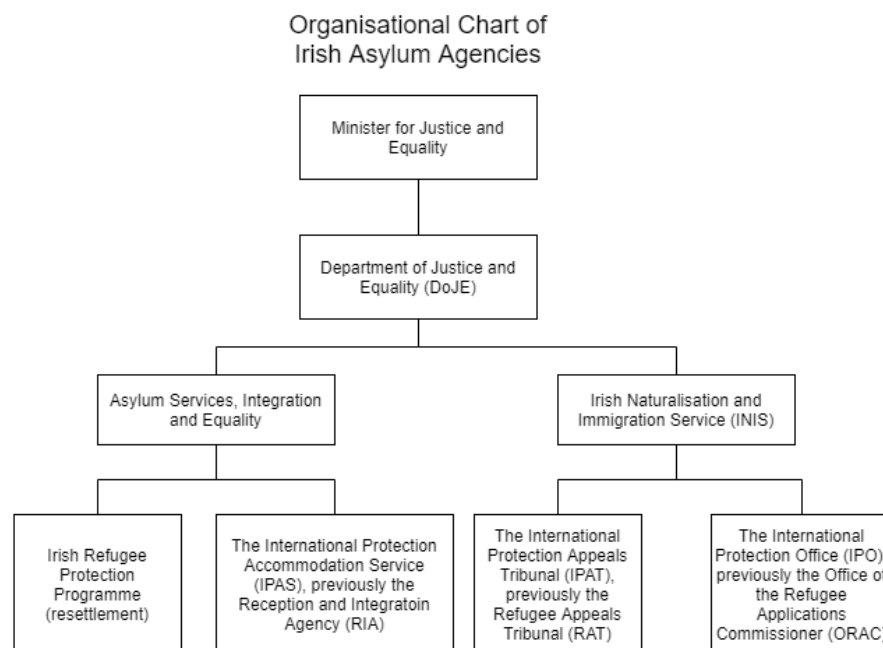 Organisational Chart of
Irish Asylum Agencies
Minister for Justice and
Equality
Department of Justice and
Equality (DoJE)
Asylum Services, Integration
and Equality
Irish Naturalisation and
Immigration Service (INIS)
Irish Refugee
Protection
Programme
(resettlement)
The International Protection
Accommodation Service
(IPAS), previously the
Reception and Integratoin
Agency (RIA)
The International
Protection Appeals
Tribunal (IPAT),
previously the
Refugee Appeals
Tribunal (RAT)
The International
Protection Office (IPO)
previously the Office of
the Refugee
Applications
Commissioner (ORAC)